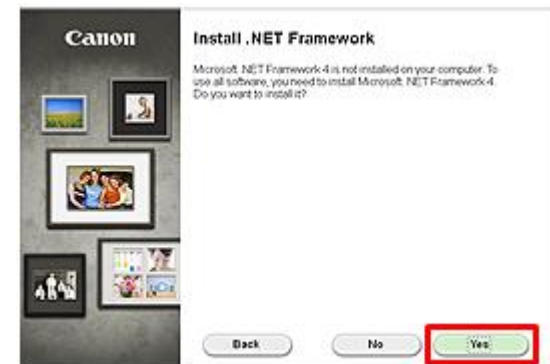 Canon
Install .NET Framework
Microsoft .NET Framework 4 is not installed on your computer. To
use all software, you need to install Microsoft .NET Framework 4.
Do you want to install it?
Back
No
Yes